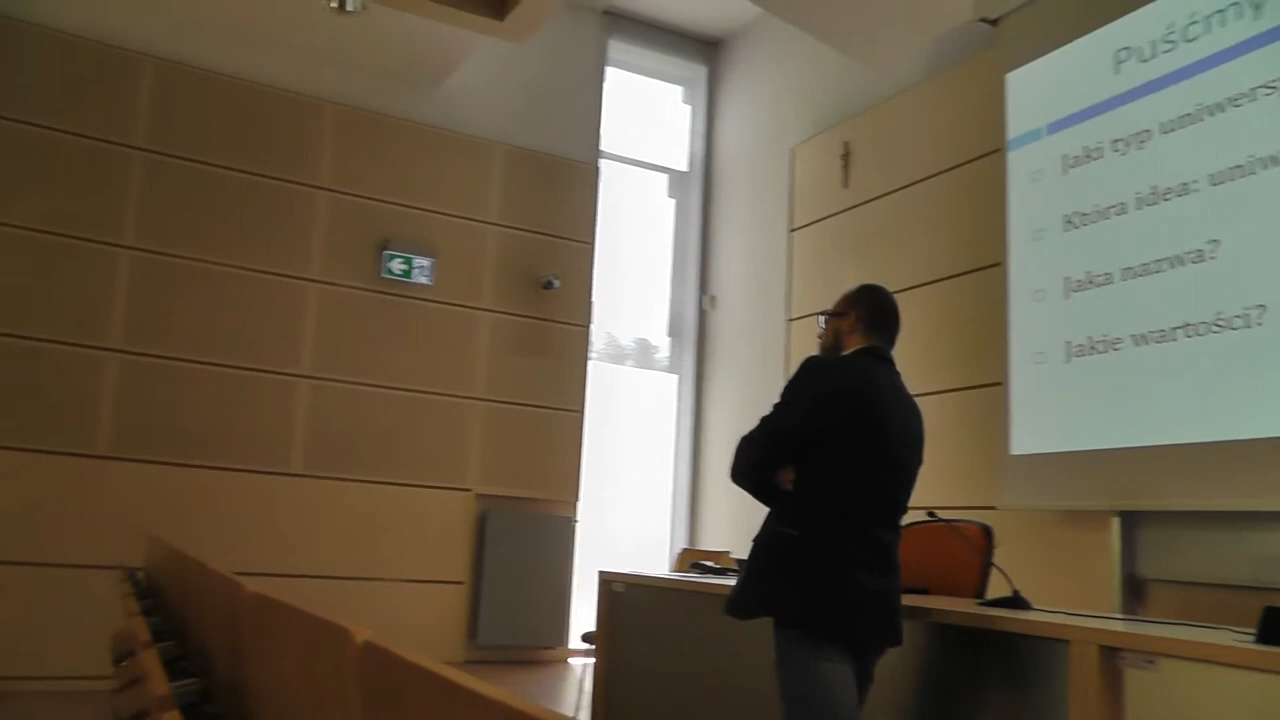 Puśćmy
Jaki typ uniwers
Która idea: uniw
Jaka nazwa?
Jakie wartości?